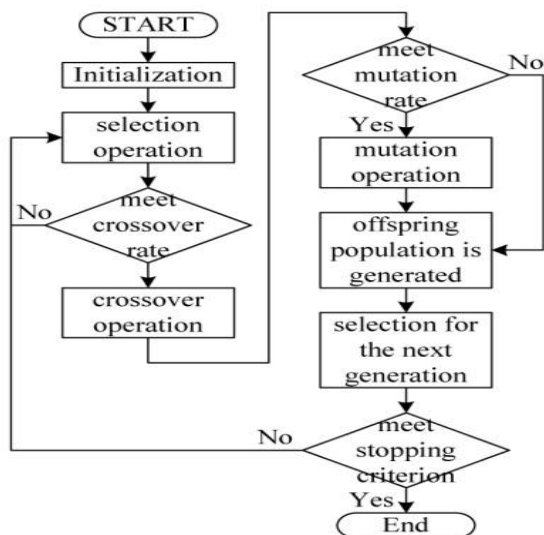 START
Initialization
selection
operation
No
meet
crossover
rate
crossover
operation
meet
mutation
rate
No
Yes
mutation
operation
offspring
population is
generated
selection for
the next
generation
No
meet
stopping
criterion
Yes
End